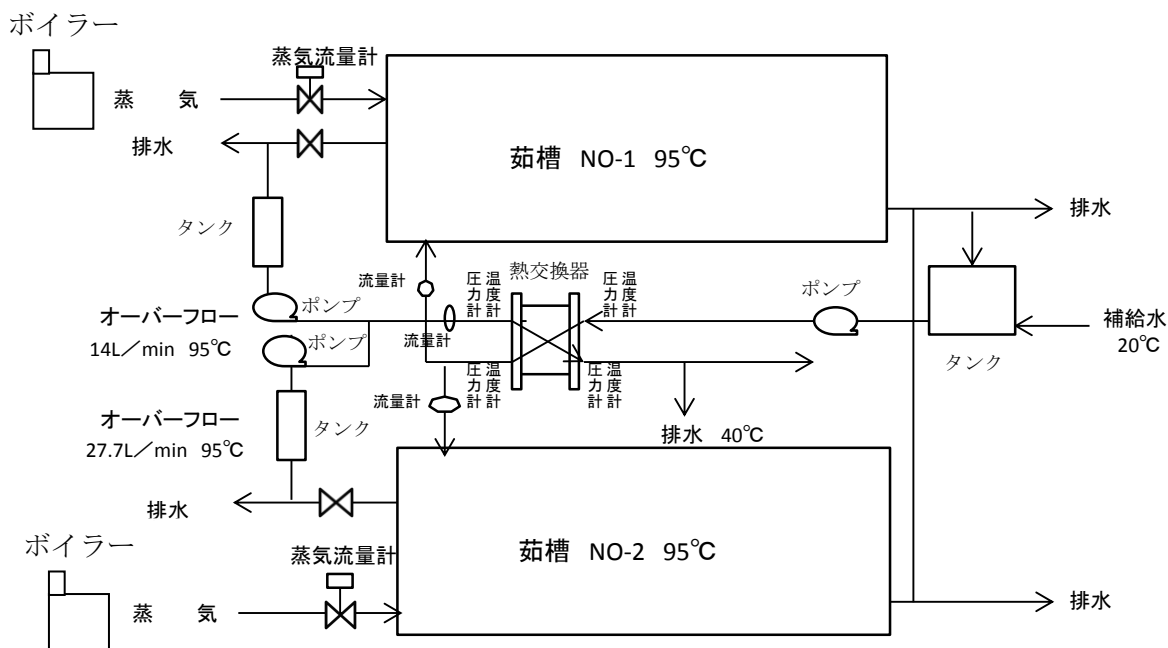 ボイラー
蒸気流量計
蒸　気
排水
茹槽 NO-1 95℃
タンク
排水
流量計
圧力計
温度計
熱交換器
圧力計
温度計
ポンプ
ポンプ
オーバーフロー
14L／min 95℃
流量計
補給水
20℃
ポンプ
タンク
圧力計
温度計
圧力計
温度計
流量計
オーバーフロー
27.7L／min 95℃
タンク
排水 40℃
排水
ボイラー
茹槽 NO-2 95℃
蒸気流量計
蒸　気
排水